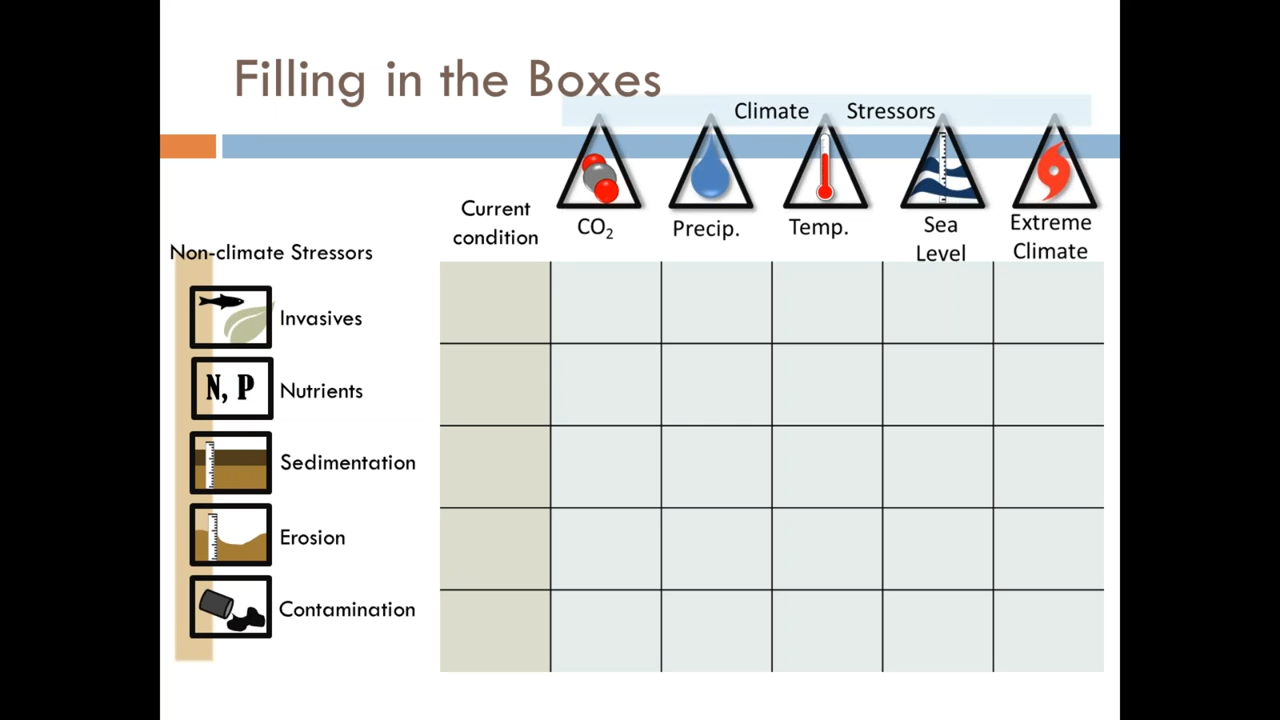 Filling in the Boxes
Climate Stressors
Current
condition
CO₂
Precip.
Temp.
Sea
Level
Extreme
Climate
Non-climate Stressors
Invasives
N, P
Nutrients
Sedimentation
Erosion
Contamination